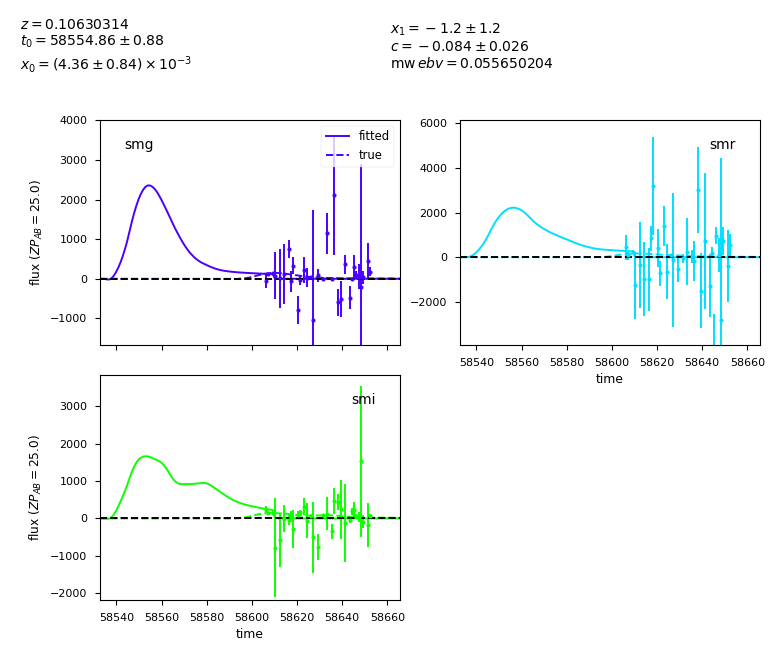 z = 0.10630314
t₀ = 58554.86 ± 0.88
x₀ = (4.36 ± 0.84) × 10⁻³
x₁ = −1.2 ± 1.2
c = −0.084 ± 0.026
mw ebv = 0.055650204
smg
fitted
true
4000
3000
2000
1000
0
−1000
flux (ZP_AB = 25.0)
smr
6000
4000
2000
0
−2000
58540 58560 58580 58600 58620 58640 58660
time
smi
3000
2000
1000
0
−1000
−2000
flux (ZP_AB = 25.0)
58540 58560 58580 58600 58620 58640 58660
time